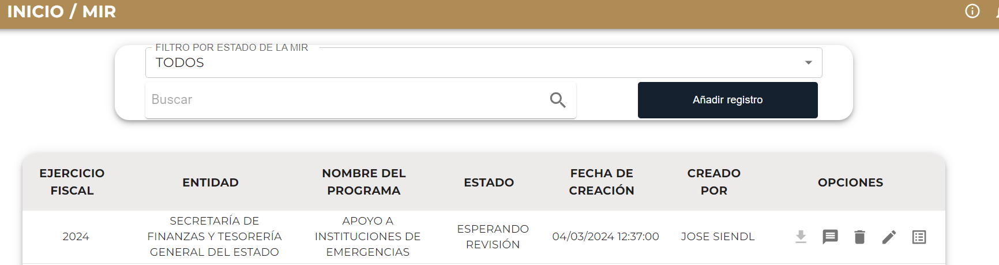 INICIO / MIR
FILTRO POR ESTADO DE LA MIR
TODOS
Buscar
Añadir registro
EJERCICIO
FISCAL
ENTIDAD
NOMBRE DEL
PROGRAMA
ESTADO
FECHA DE
CREACIÓN
CREADO
POR
OPCIONES
2024
SECRETARÍA DE
FINANZAS Y TESORERÍA
GENERAL DEL ESTADO
APOYO A
INSTITUCIONES DE
EMERGENCIAS
ESPERANDO
REVISIÓN
04/03/2024 12:37:00
JOSE SIENDL